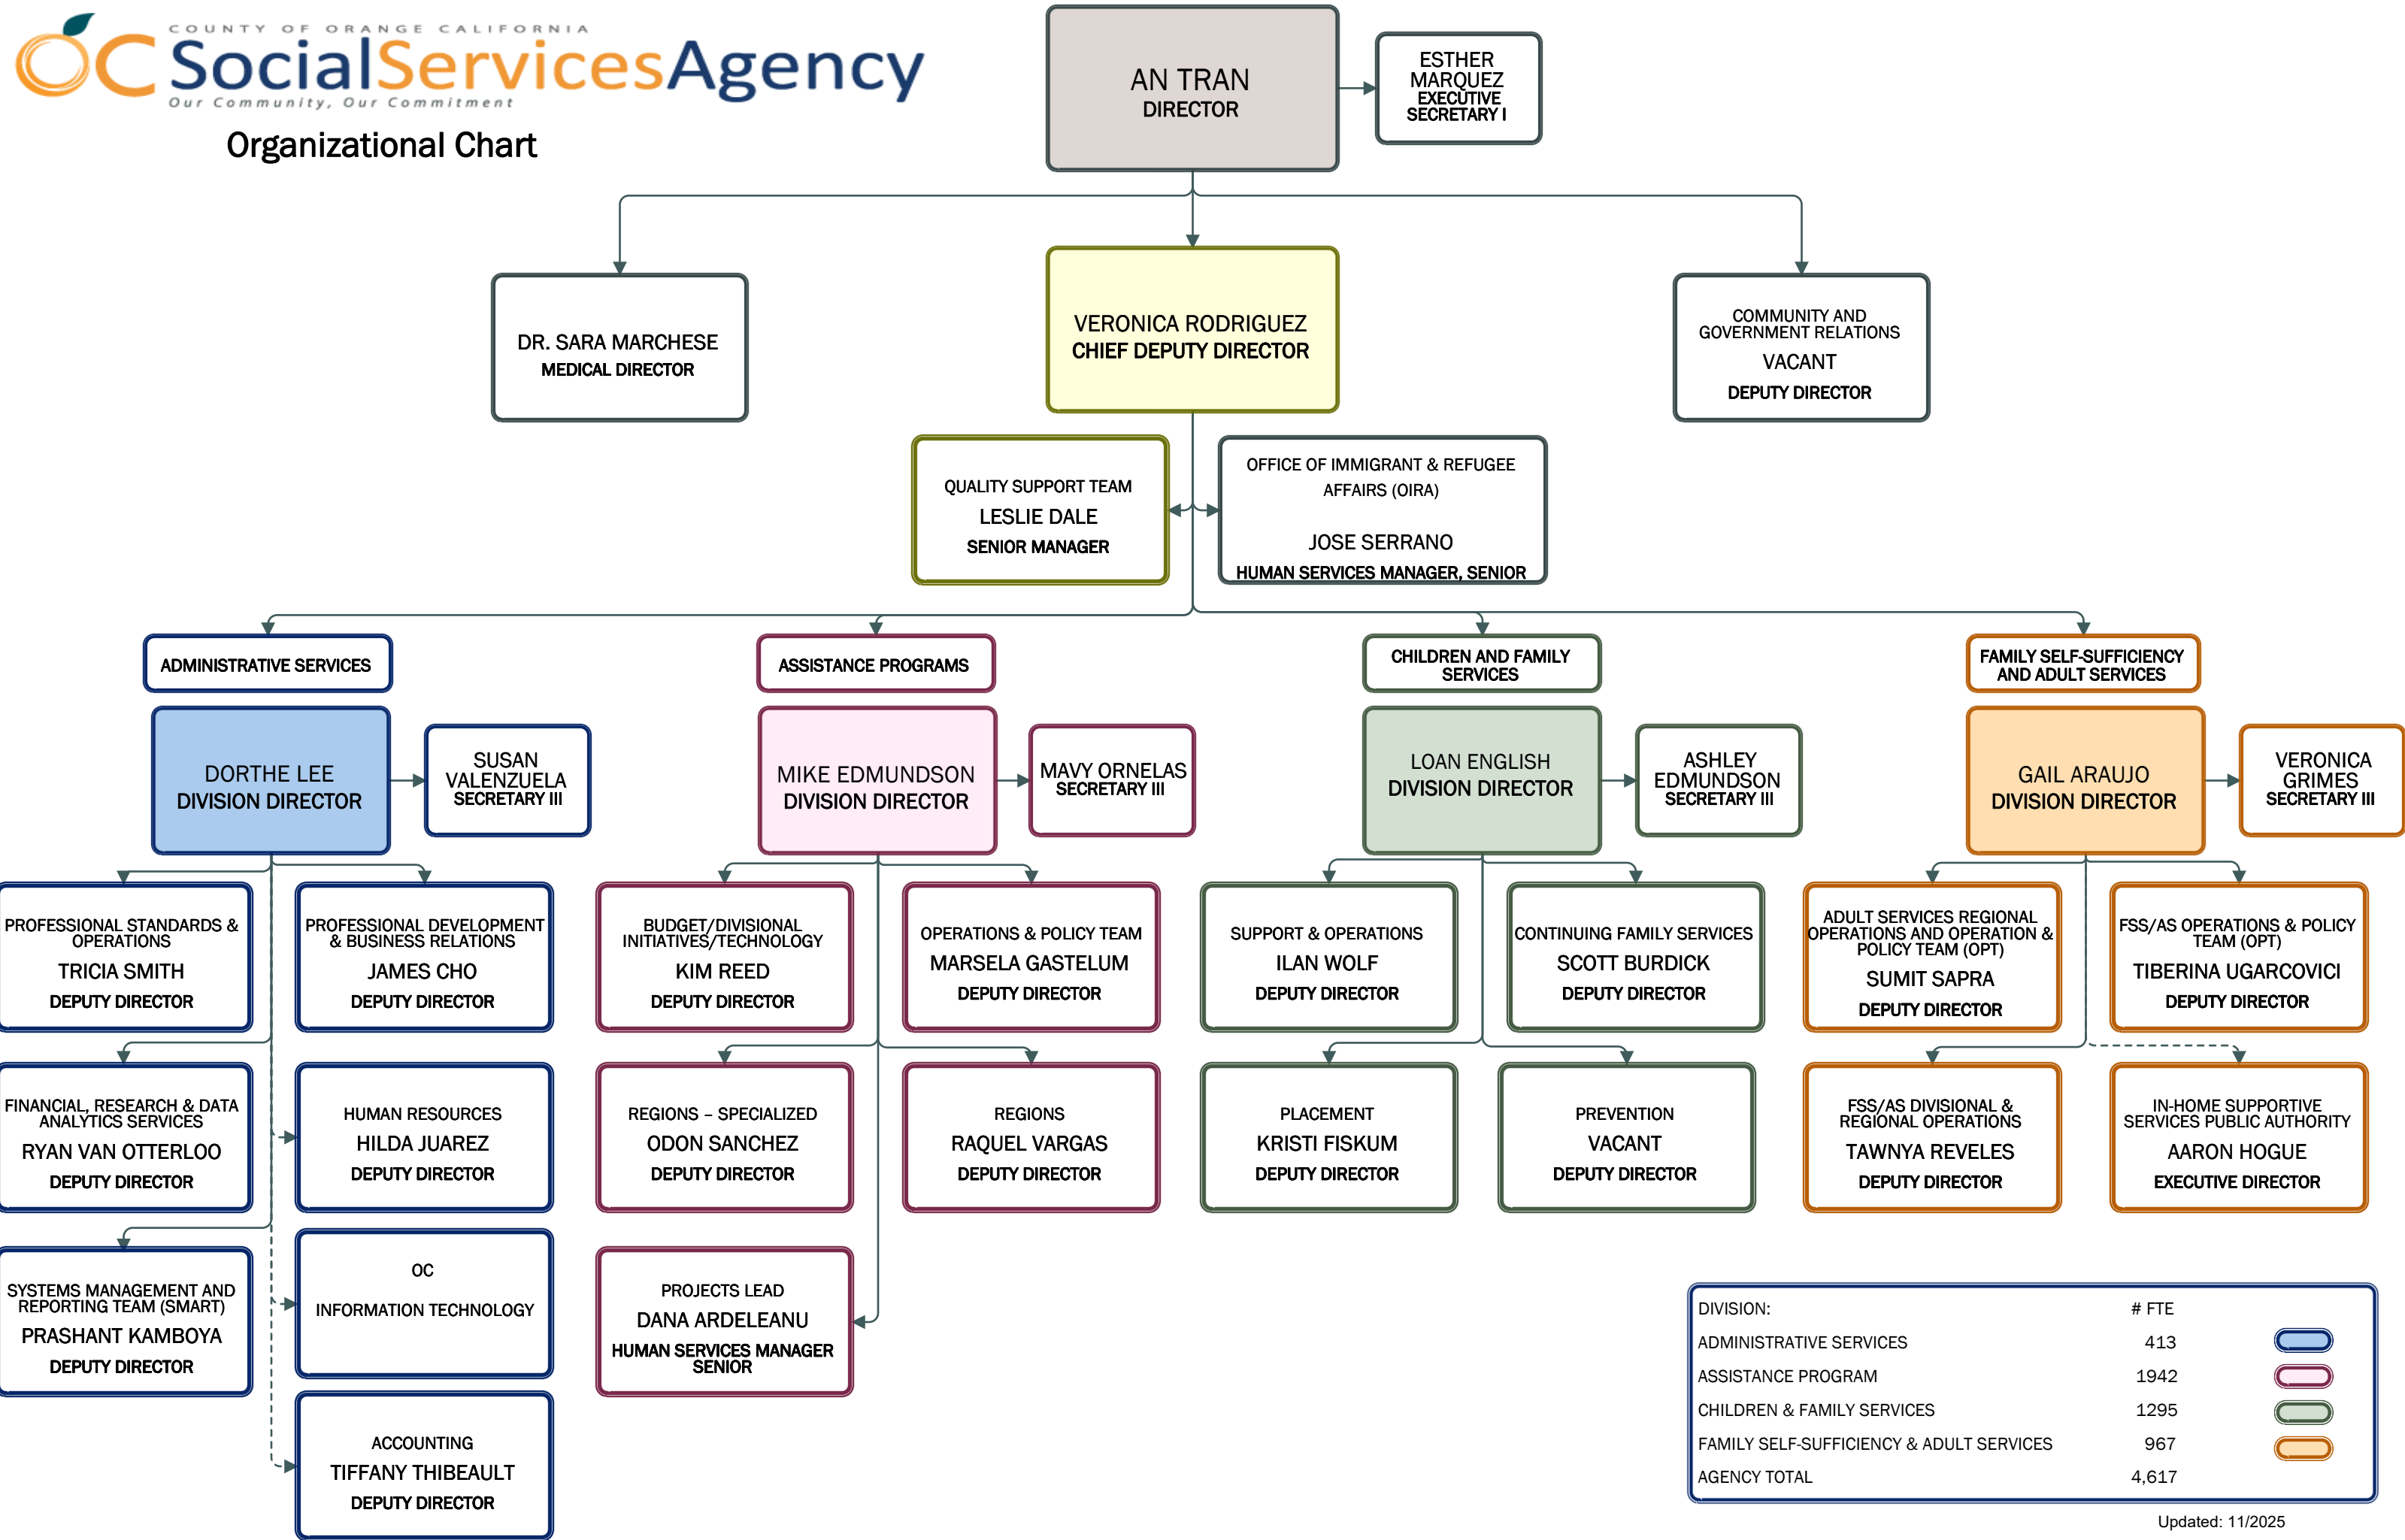 COUNTY OF ORANGE CALIFORNIA
OC SocialServicesAgency
Our Community, Our Commitment
Organizational Chart
AN TRAN
DIRECTOR
ESTHER
MARQUEZ
EXECUTIVE
SECRETARY I
DR. SARA MARCHESE
MEDICAL DIRECTOR
VERONICA RODRIGUEZ
CHIEF DEPUTY DIRECTOR
COMMUNITY AND
GOVERNMENT RELATIONS
VACANT
DEPUTY DIRECTOR
QUALITY SUPPORT TEAM
LESLIE DALE
SENIOR MANAGER
OFFICE OF IMMIGRANT & REFUGEE
AFFAIRS (OIRA)
JOSE SERRANO
HUMAN SERVICES MANAGER, SENIOR
ADMINISTRATIVE SERVICES
DORTHE LEE
DIVISION DIRECTOR
SUSAN
VALENZUELA
SECRETARY III
PROFESSIONAL STANDARDS &
OPERATIONS
TRICIA SMITH
DEPUTY DIRECTOR
PROFESSIONAL DEVELOPMENT
& BUSINESS RELATIONS
JAMES CHO
DEPUTY DIRECTOR
FINANCIAL, RESEARCH & DATA
ANALYTICS SERVICES
RYAN VAN OTTERLOO
DEPUTY DIRECTOR
HUMAN RESOURCES
HILDA JUAREZ
DEPUTY DIRECTOR
SYSTEMS MANAGEMENT AND
REPORTING TEAM (SMART)
PRASHANT KAMBOYA
DEPUTY DIRECTOR
OC
INFORMATION TECHNOLOGY
ACCOUNTING
TIFFANY THIBEAULT
DEPUTY DIRECTOR
ASSISTANCE PROGRAMS
MIKE EDMUNDSON
DIVISION DIRECTOR
MAVY ORNELAS
SECRETARY III
BUDGET/DIVISIONAL
INITIATIVES/TECHNOLOGY
KIM REED
DEPUTY DIRECTOR
OPERATIONS & POLICY TEAM
MARSELA GASTELUM
DEPUTY DIRECTOR
REGIONS – SPECIALIZED
ODON SANCHEZ
DEPUTY DIRECTOR
REGIONS
RAQUEL VARGAS
DEPUTY DIRECTOR
PROJECTS LEAD
DANA ARDELEANU
HUMAN SERVICES MANAGER
SENIOR
CHILDREN AND FAMILY
SERVICES
LOAN ENGLISH
DIVISION DIRECTOR
ASHLEY
EDMUNDSON
SECRETARY III
SUPPORT & OPERATIONS
ILAN WOLF
DEPUTY DIRECTOR
CONTINUING FAMILY SERVICES
SCOTT BURDICK
DEPUTY DIRECTOR
PLACEMENT
KRISTI FISKUM
DEPUTY DIRECTOR
PREVENTION
VACANT
DEPUTY DIRECTOR
FAMILY SELF-SUFFICIENCY
AND ADULT SERVICES
GAIL ARAUJO
DIVISION DIRECTOR
VERONICA
GRIMES
SECRETARY III
ADULT SERVICES REGIONAL
OPERATIONS AND OPERATION &
POLICY TEAM (OPT)
SUMIT SAPRA
DEPUTY DIRECTOR
FSS/AS OPERATIONS & POLICY
TEAM (OPT)
TIBERINA UGARCOVICI
DEPUTY DIRECTOR
FSS/AS DIVISIONAL &
REGIONAL OPERATIONS
TAWNYA REVELES
DEPUTY DIRECTOR
IN-HOME SUPPORTIVE
SERVICES PUBLIC AUTHORITY
AARON HOGUE
EXECUTIVE DIRECTOR
DIVISION: # FTE
ADMINISTRATIVE SERVICES 413
ASSISTANCE PROGRAM 1942
CHILDREN & FAMILY SERVICES 1295
FAMILY SELF-SUFFICIENCY & ADULT SERVICES 967
AGENCY TOTAL 4,617
Updated: 11/2025